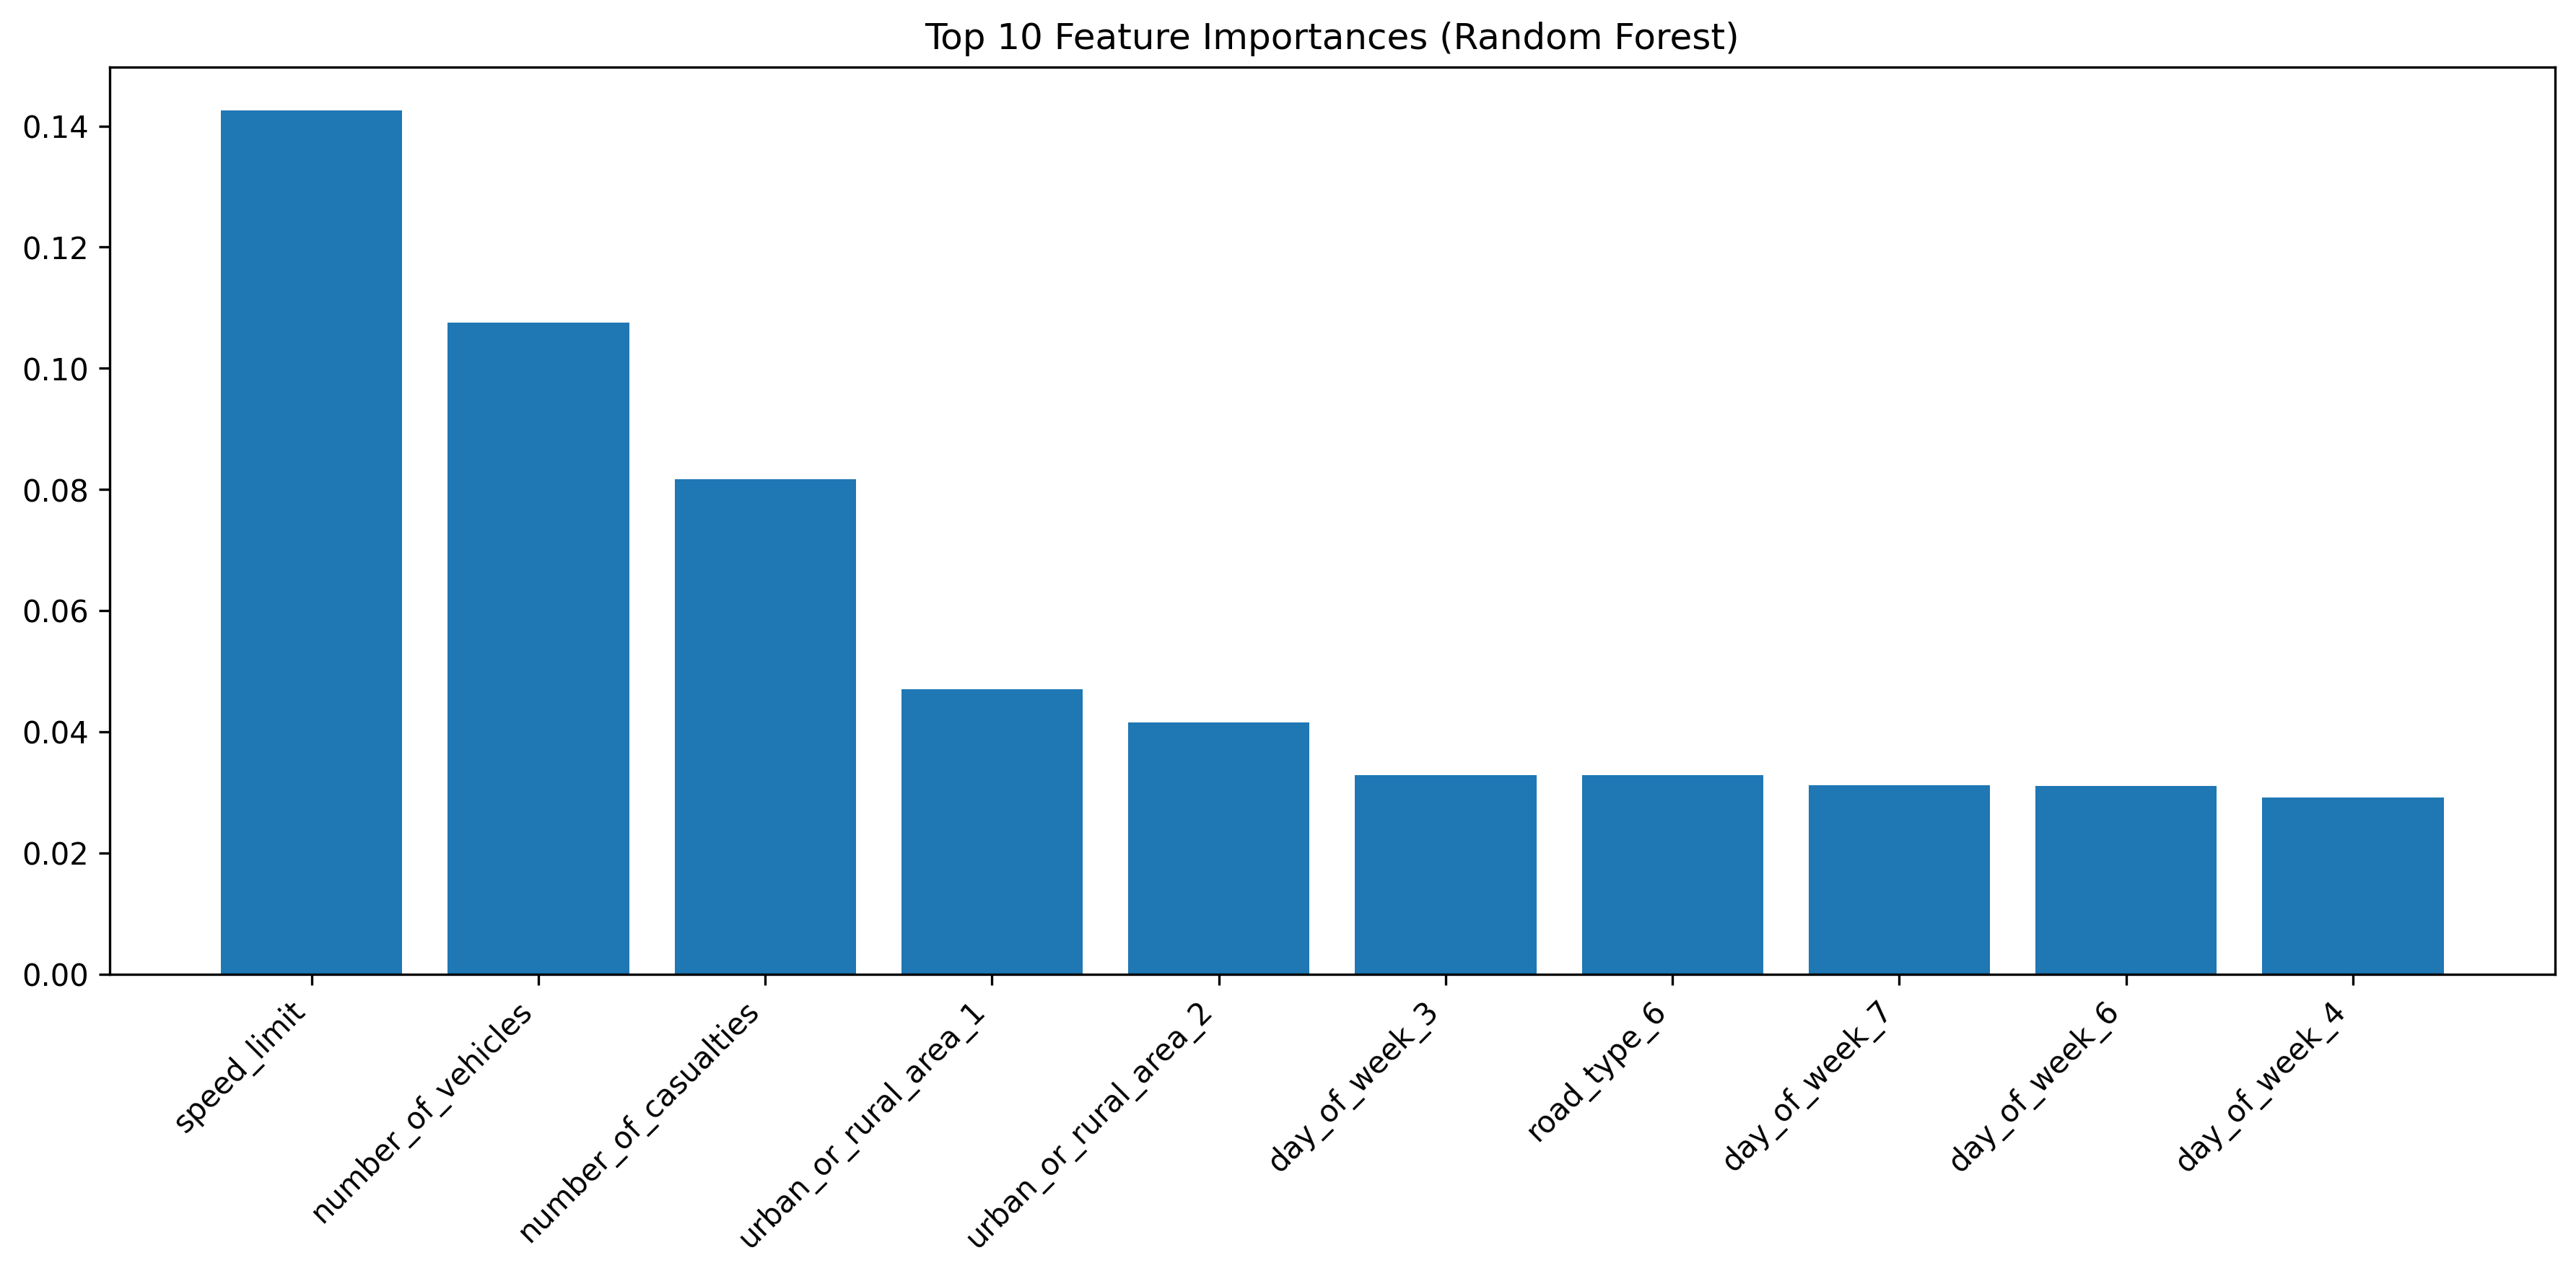 Top 10 Feature Importances (Random Forest)
0.14
0.12
0.10
0.08
0.06
0.04
0.02
0.00
speed_limit
number_of_vehicles
number_of_casualties
urban_or_rural_area_1
urban_or_rural_area_2
day_of_week_3
road_type_6
day_of_week_7
day_of_week_6
day_of_week_4